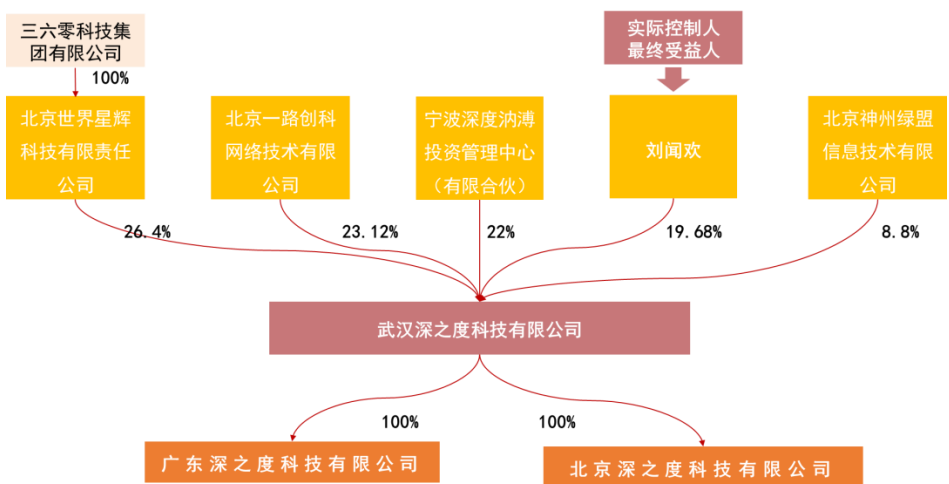 三六零科技集
团有限公司
实际控制人
最终受益人
100%
北京世界星辉
科技有限责任
公司
北京一路创科
网络技术有限
公司
宁波深度汭溥
投资管理中心
（有限合伙）
刘闻欢
北京神州绿盟
信息技术有限
公司
26.4%
23.12%
22%
19.68%
8.8%
武汉深之度科技有限公司
100%
100%
广东深之度科技有限公司
北京深之度科技有限公司